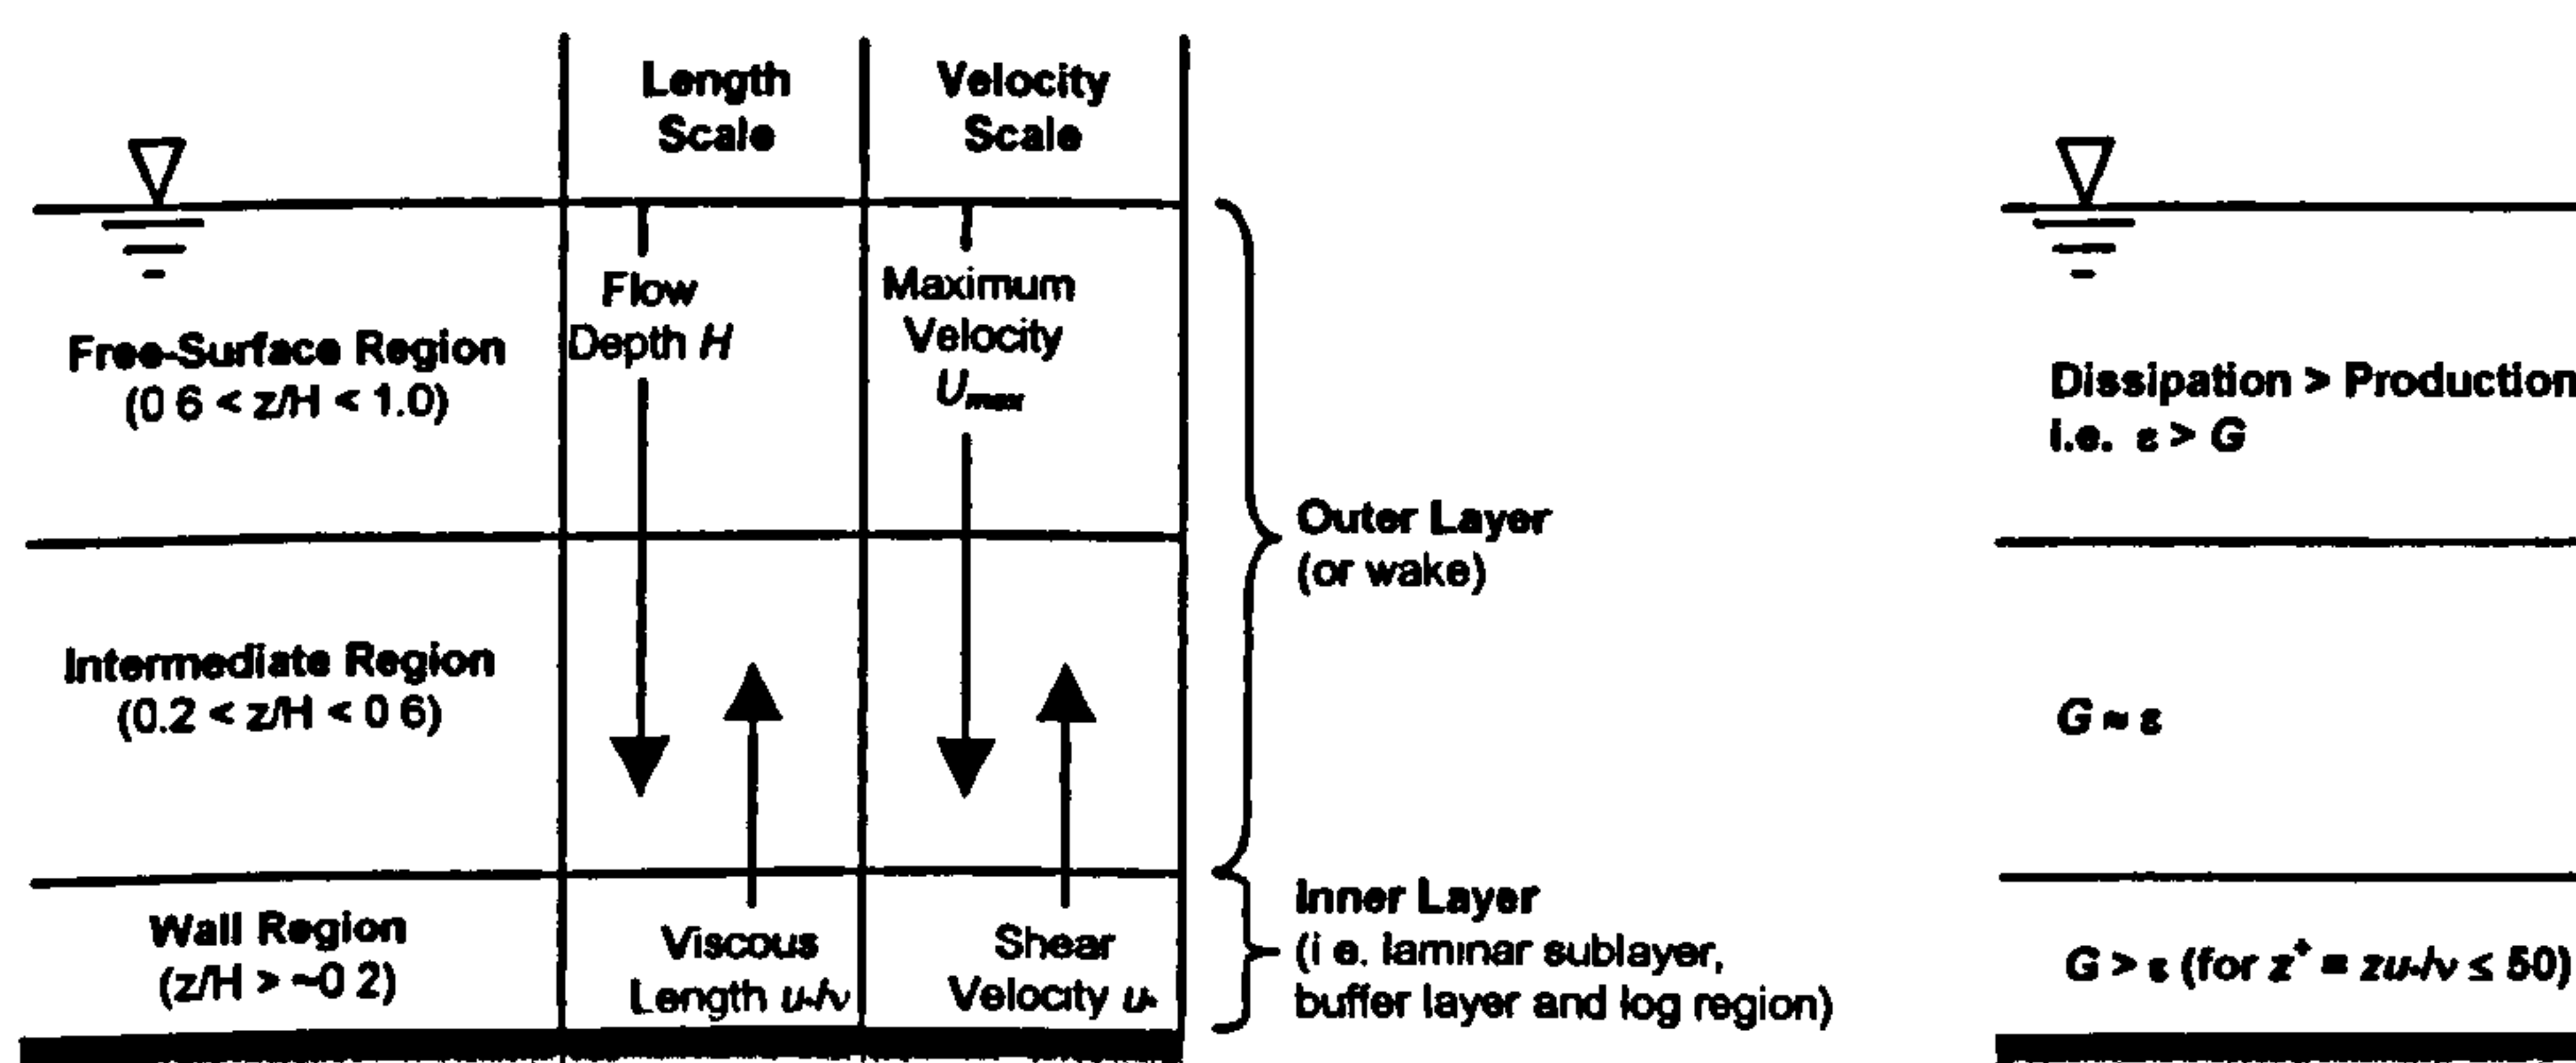 Length
Scale
Velocity
Scale
Flow
Depth H
Maximum
Velocity
Umax
Free-Surface Region
(0 6 < z/H < 1.0)
Dissipation > Production
i.e. ε > G
Outer Layer
(or wake)
Intermediate Region
(0.2 < z/H < 0 6)
G ≈ ε
Wall Region
(z/H > ~0 2)
Viscous
Length u*/ν
Shear
Velocity u*
Inner Layer
(i e. laminar sublayer,
buffer layer and log region)
G > ε (for z⁺ = zu*/ν ≤ 50)